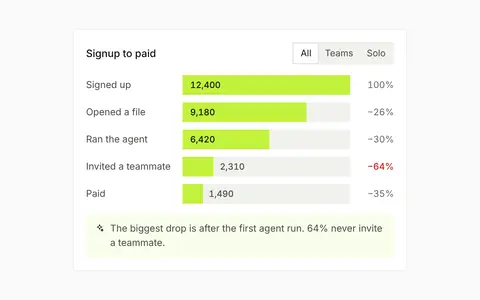 Signup to paid
All Teams Solo
Signed up 12,400 100%
Opened a file 9,180 −26%
Ran the agent 6,420 −30%
Invited a teammate 2,310 −64%
Paid 1,490 −35%
The biggest drop is after the first agent run. 64% never invite
a teammate.